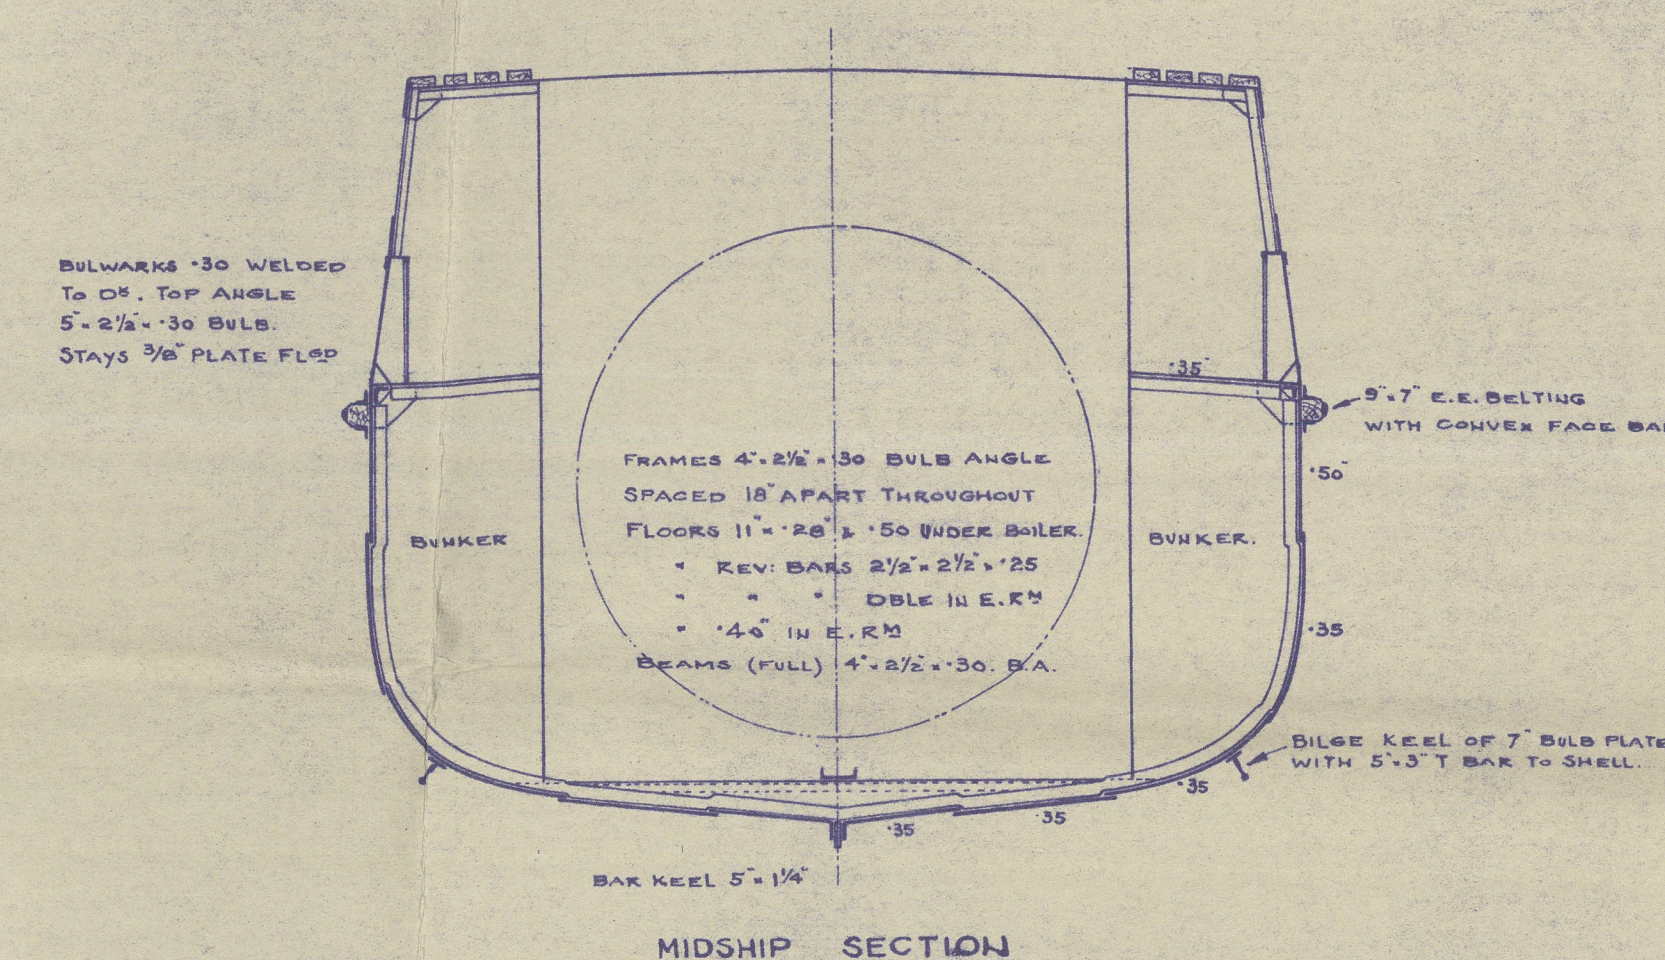 BULWARKS ·30 WELDED
TO Dᴷ. TOP ANGLE
5" × 2½" × ·30 BULB.
STAYS ⅜" PLATE FLGD
·35"
9" × 7" E.E. BELTING
WITH CONVEX FACE BA
·50"
FRAMES 4" × 2½" × ·30 BULB ANGLE
SPACED 18" APART THROUGHOUT
FLOORS 11" × ·28" & ·50 UNDER BOILER.
" REV: BARS 2½" × 2½" × ·25
" " " DBLE IN E.RM
" ·40" IN E.RM
BEAMS (FULL) 4" × 2½" × ·30. B.A.
BUNKER
BUNKER.
·35
BILGE KEEL OF 7" BULB PLATE
WITH 5" × 3" T BAR TO SHELL.
·35
·35
·35
BAR KEEL 5" × 1¼"
MIDSHIP SECTION